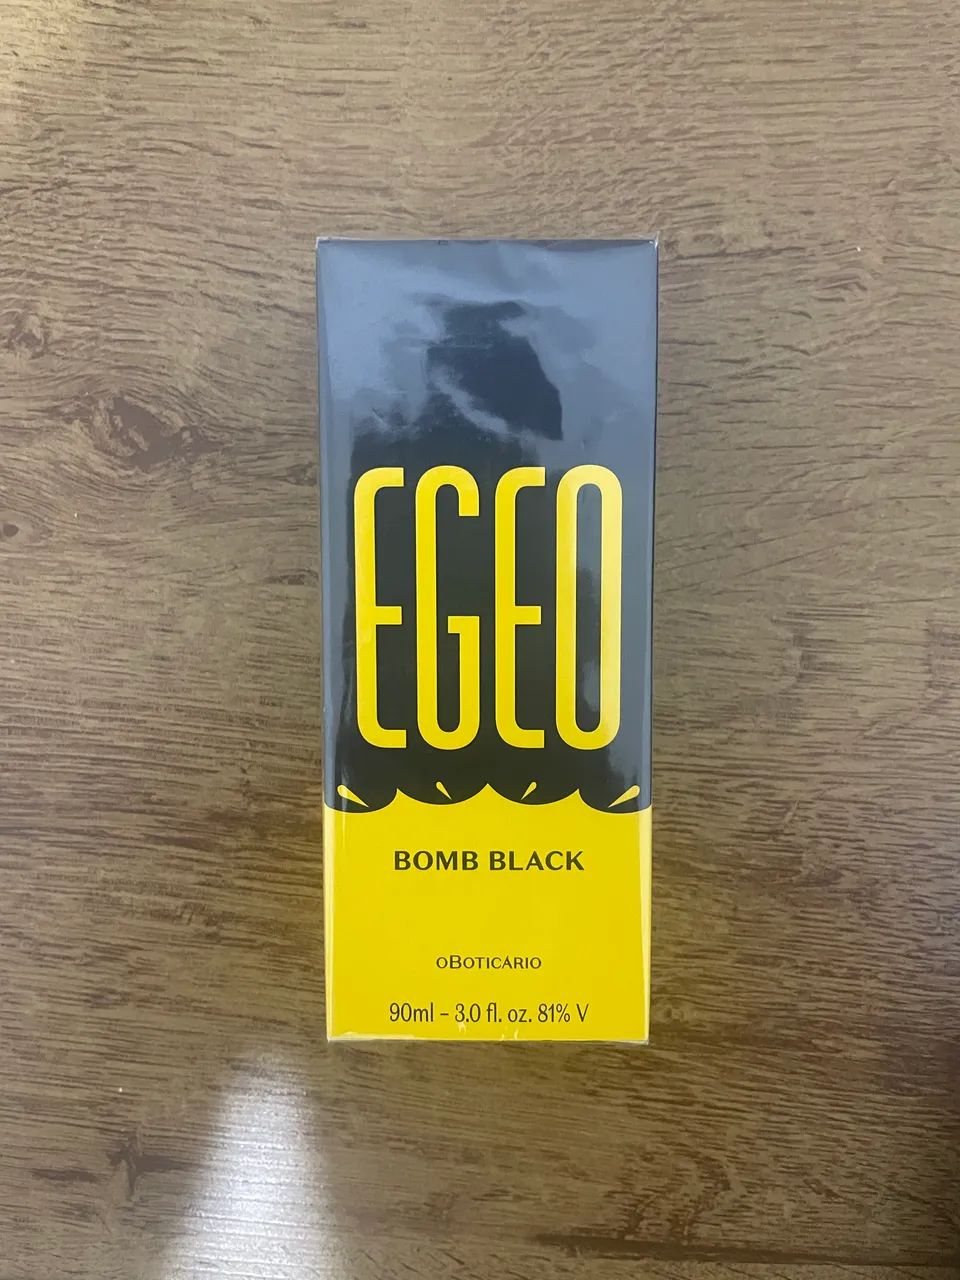 EGEO
BOMB BLACK
oBOTICÁRIO
90ml - 3.0 fl. oz. 81% V